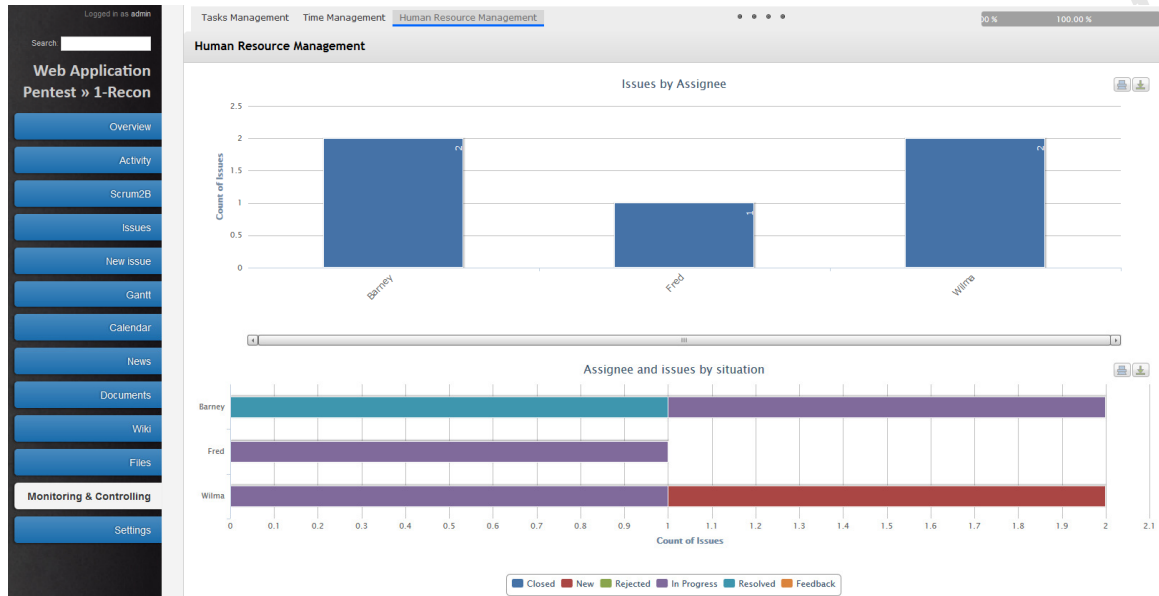 Logged in as admin
Search:
Web Application
Pentest » 1-Recon
Overview
Activity
Scrum2B
Issues
New issue
Gantt
Calendar
News
Documents
Wiki
Files
Monitoring & Controlling
Settings
Tasks Management Time Management Human Resource Management
100.00 %
Human Resource Management
Issues by Assignee
Count of Issues
2.5
2
1.5
1
0.5
0
2
1
2
Barney
Fred
Wilma
Assignee and issues by situation
Barney
Fred
Wilma
0 0.1 0.2 0.3 0.4 0.5 0.6 0.7 0.8 0.9 1 1.1 1.2 1.3 1.4 1.5 1.6 1.7 1.8 1.9 2 2.1
Count of Issues
Closed New Rejected In Progress Resolved Feedback